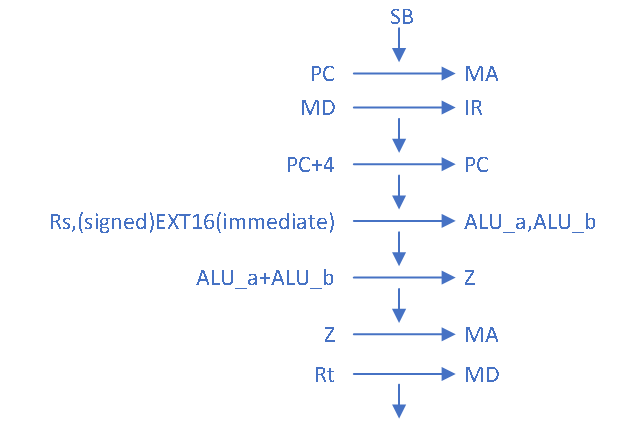 SB
PC MA
MD IR
PC+4 PC
Rs,(signed)EXT16(immediate) ALU_a,ALU_b
ALU_a+ALU_b Z
Z MA
Rt MD